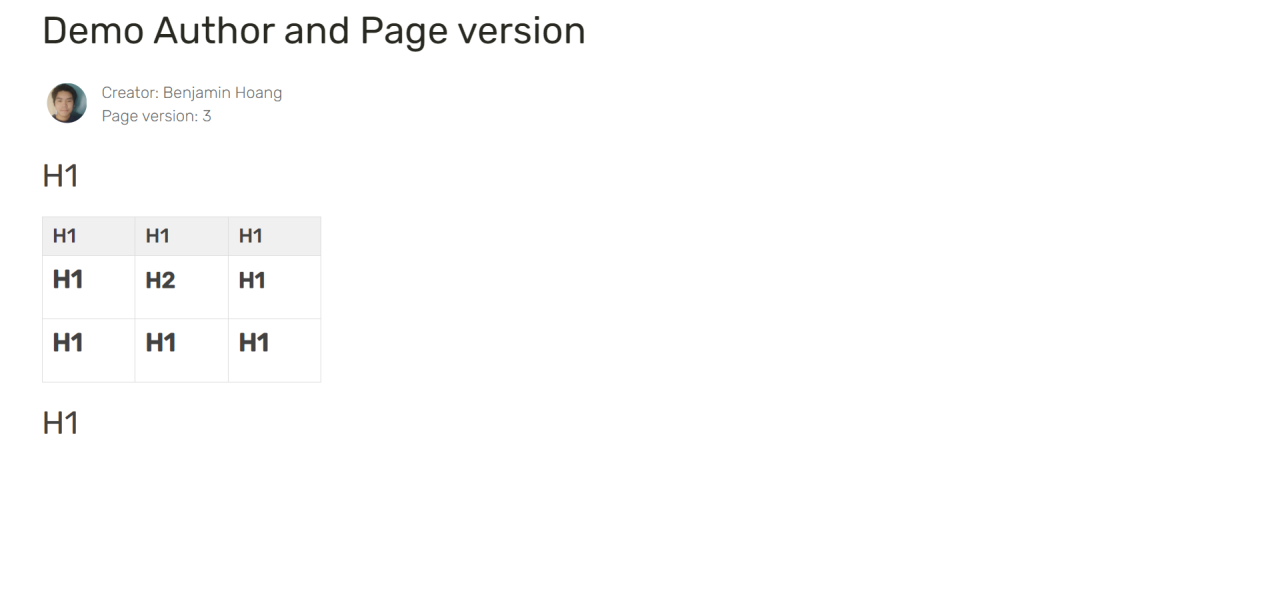 Demo Author and Page version
Creator: Benjamin Hoang
Page version: 3
H1
H1 H1 H1
H1 H2 H1
H1 H1 H1
H1